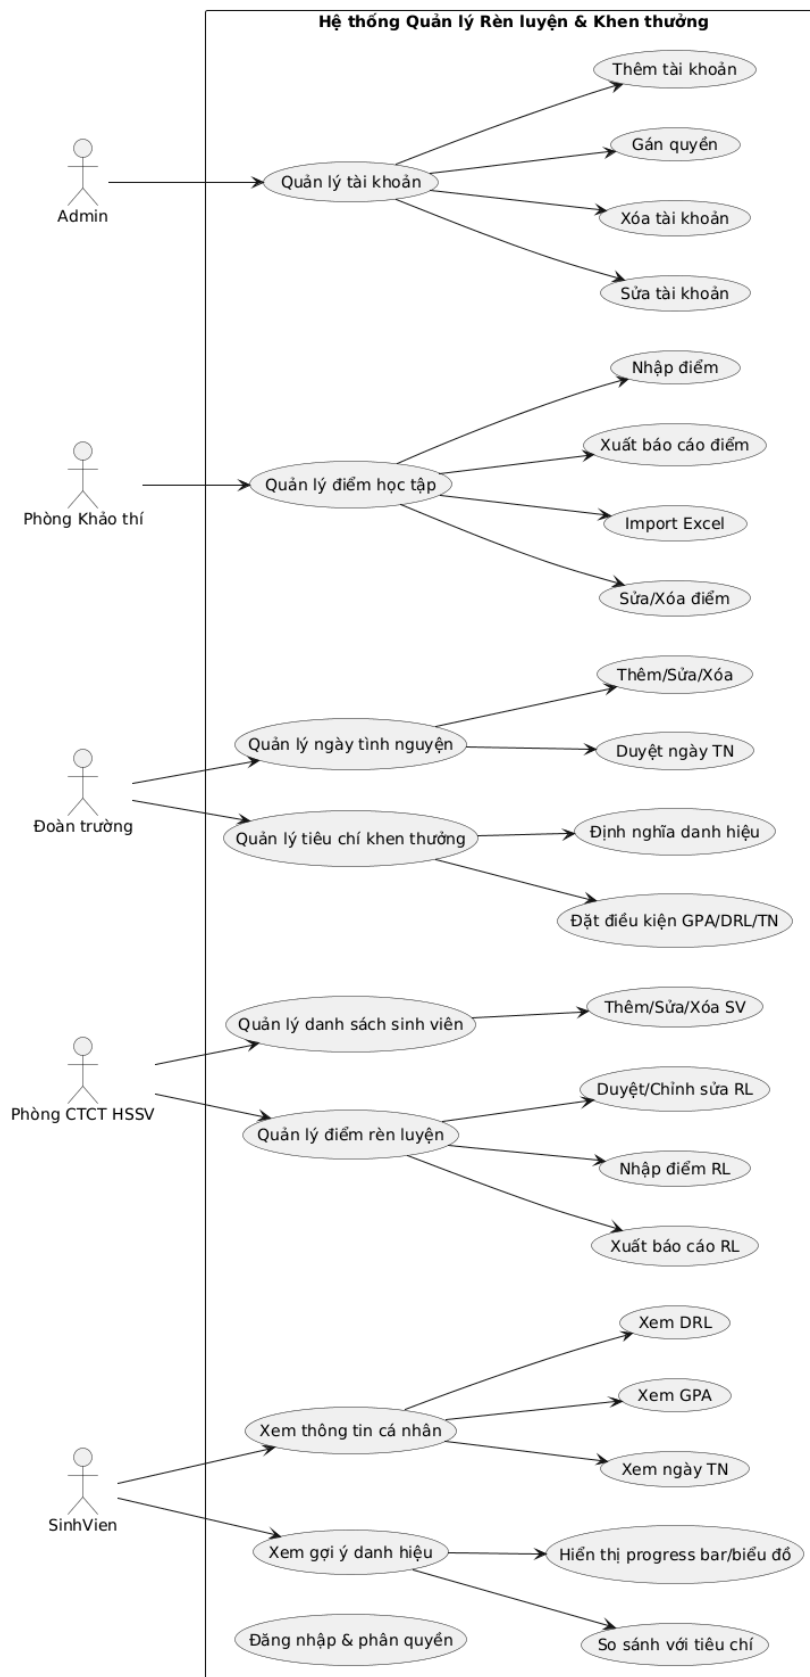 Hệ thống Quản lý Rèn luyện & Khen thưởng
Thêm tài khoản
Gán quyền
Quản lý tài khoản
Admin
Xóa tài khoản
Sửa tài khoản
Nhập điểm
Xuất báo cáo điểm
Quản lý điểm học tập
Phòng Khảo thí
Import Excel
Sửa/Xóa điểm
Thêm/Sửa/Xóa
Quản lý ngày tình nguyện
Duyệt ngày TN
Đoàn trường
Quản lý tiêu chí khen thưởng
Định nghĩa danh hiệu
Đặt điều kiện GPA/DRL/TN
Quản lý danh sách sinh viên
Thêm/Sửa/Xóa SV
Phòng CTCT HSSV
Duyệt/Chỉnh sửa RL
Quản lý điểm rèn luyện
Nhập điểm RL
Xuất báo cáo RL
Xem DRL
Xem GPA
Xem thông tin cá nhân
Xem ngày TN
SinhVien
Xem gợi ý danh hiệu
Hiển thị progress bar/biểu đồ
Đăng nhập & phân quyền
So sánh với tiêu chí